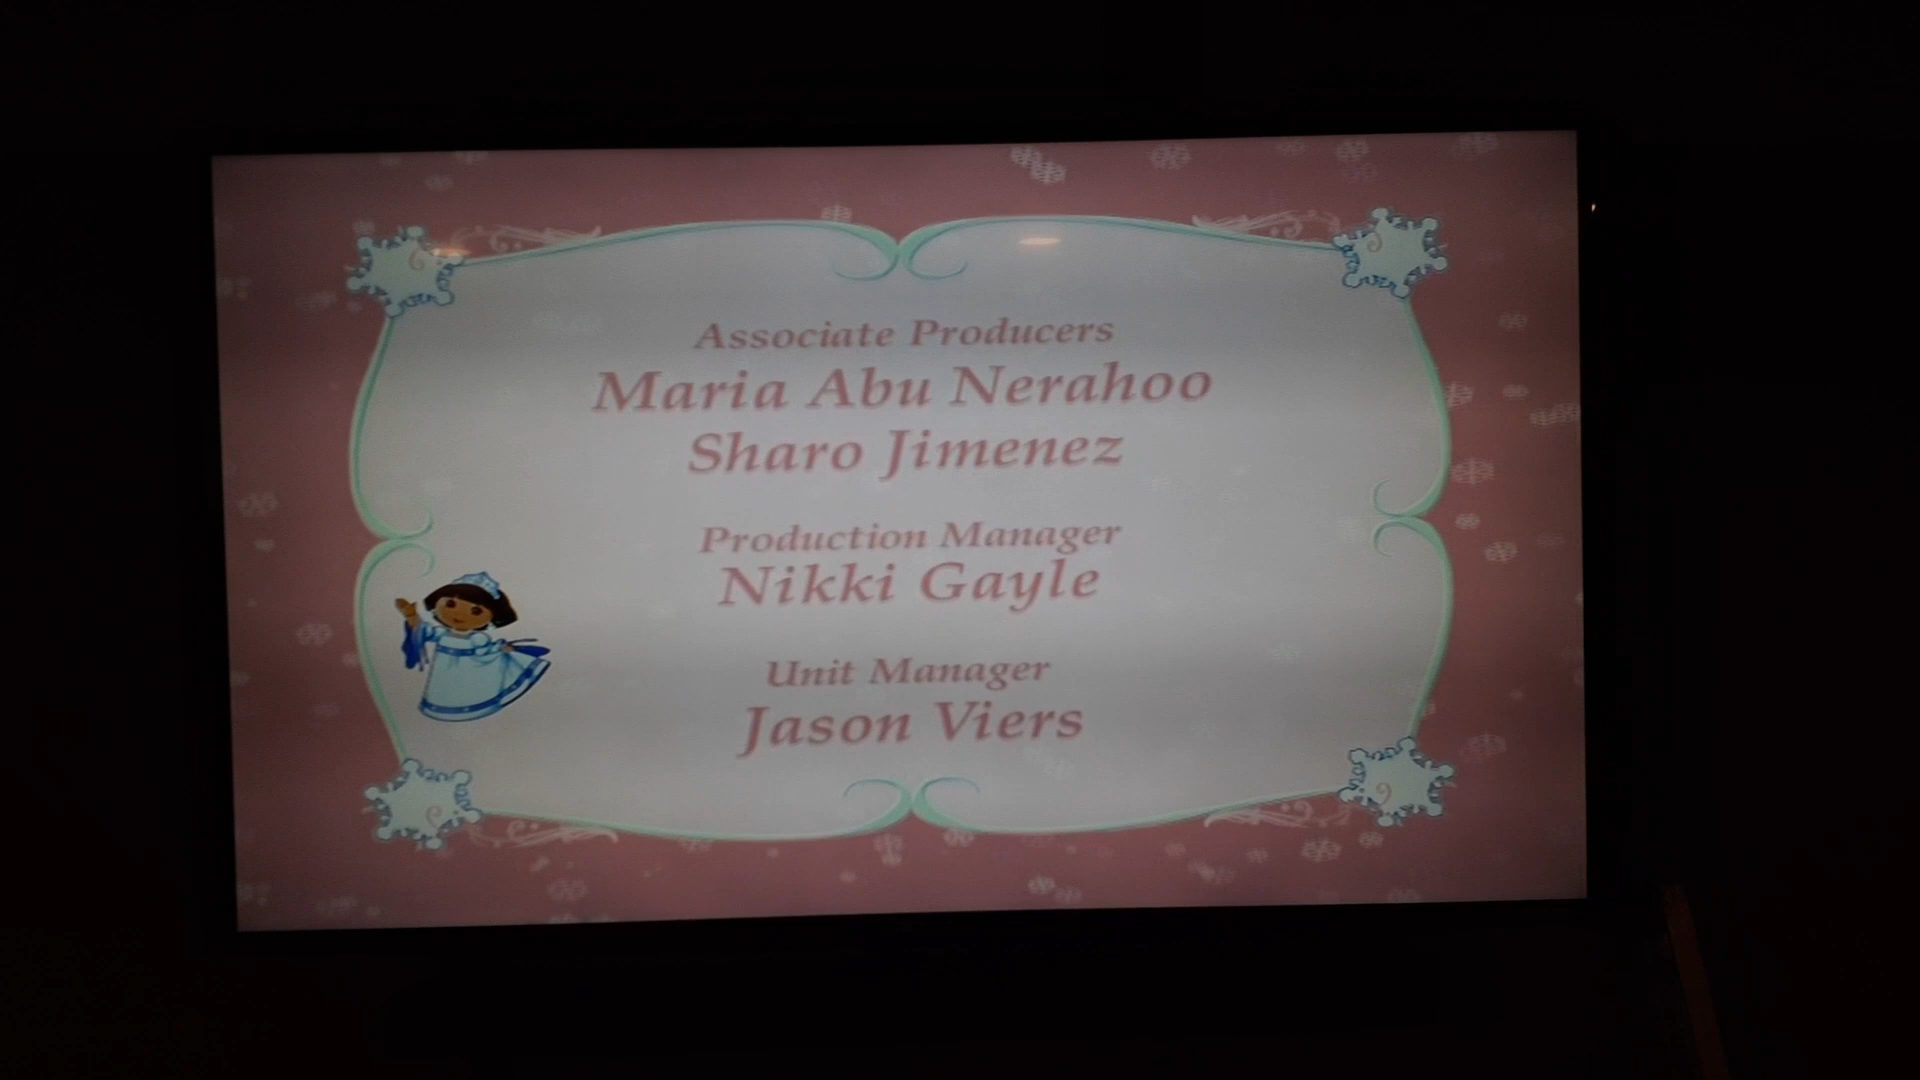 Associate Producers
Maria Abu Nerahoo
Sharo Jimenez
Production Manager
Nikki Gayle
Unit Manager
Jason Viers